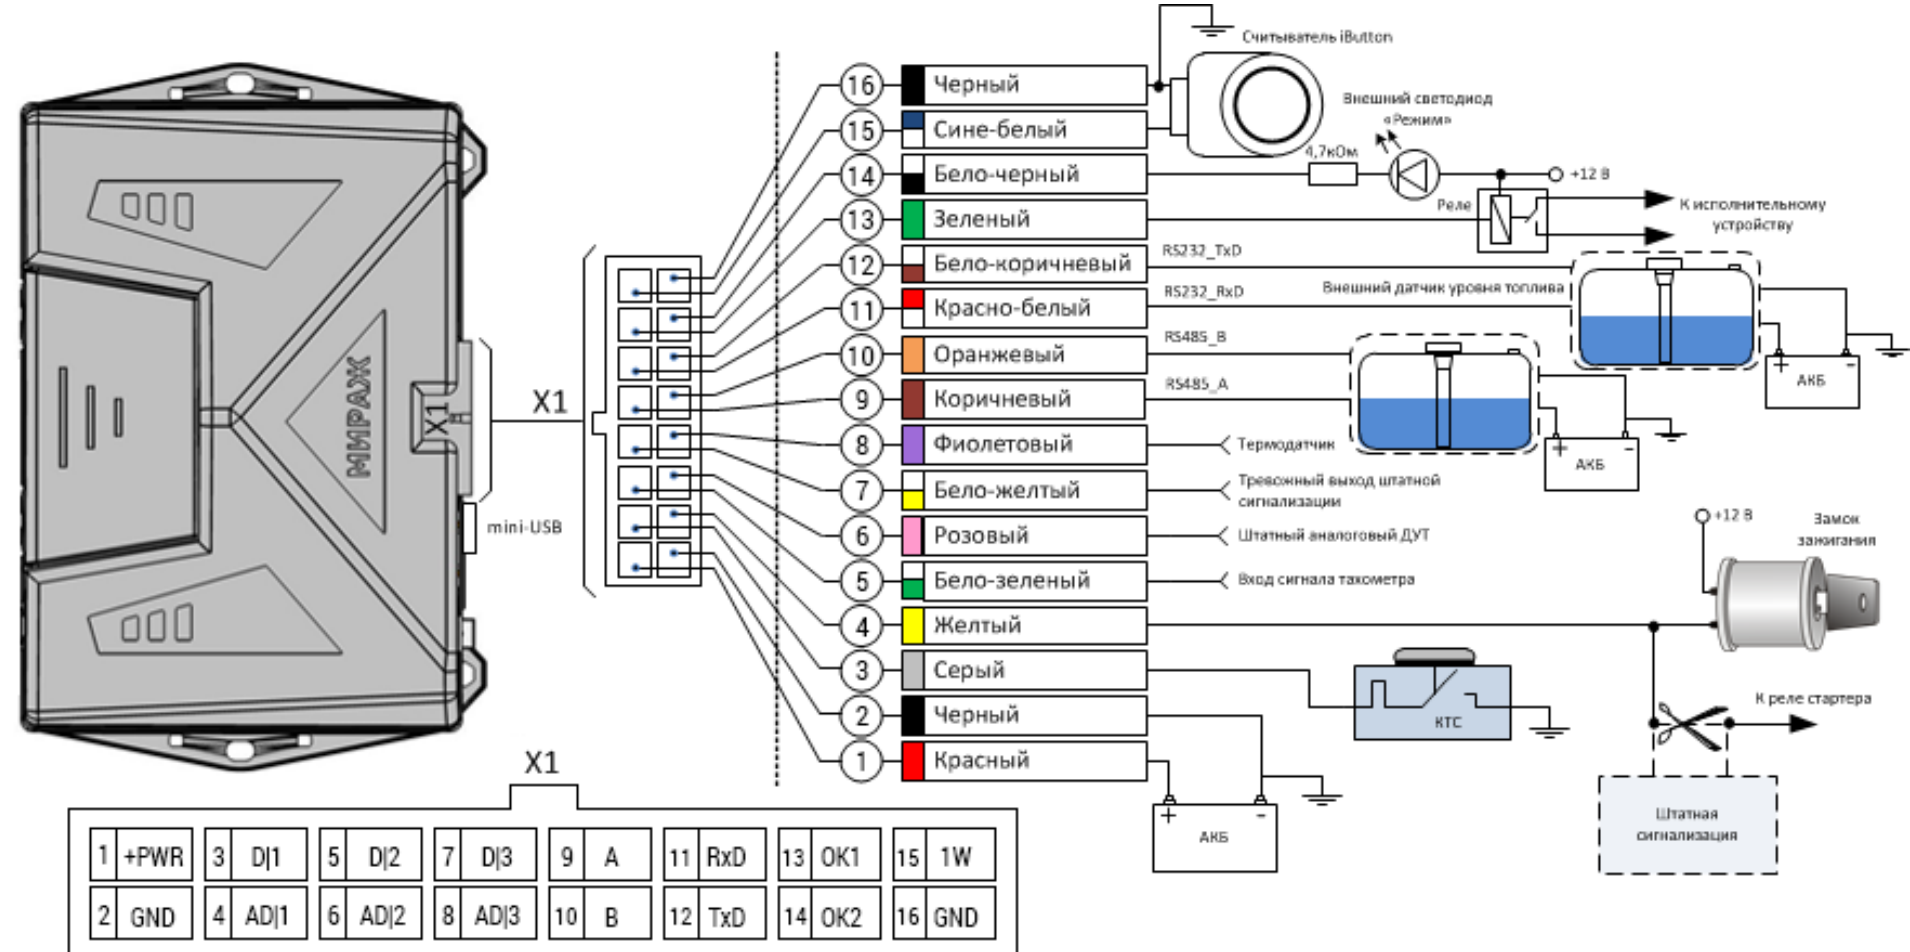 Считыватель iButton
16 Черный
Внешний светодиод
«Режим»
15 Сине-белый
4,7кОм
14 Бело-черный
+12 В
13 Зеленый
Реле
К исполнительному
устройству
12 Бело-коричневый
RS232_TxD
11 Красно-белый
RS232_RxD
Внешний датчик уровня топлива
10 Оранжевый
RS485_B
+ -
АКБ
9 Коричневый
RS485_A
X1
X1
МИРАЖ
8 Фиолетовый
Термодатчик
+ -
АКБ
7 Бело-желтый
Тревожный выход штатной
сигнализации
mini-USB
6 Розовый
Штатный аналоговый ДУТ
+12 В
Замок
зажигания
5 Бело-зеленый
Вход сигнала тахометра
4 Желтый
3 Серый
КТС
К реле стартера
2 Черный
1 Красный
+ -
АКБ
Штатная
сигнализация
X1
1 +PWR 3 D|1 5 D|2 7 D|3 9 A 11 RxD 13 OK1 15 1W
2 GND 4 AD|1 6 AD|2 8 AD|3 10 B 12 TxD 14 OK2 16 GND